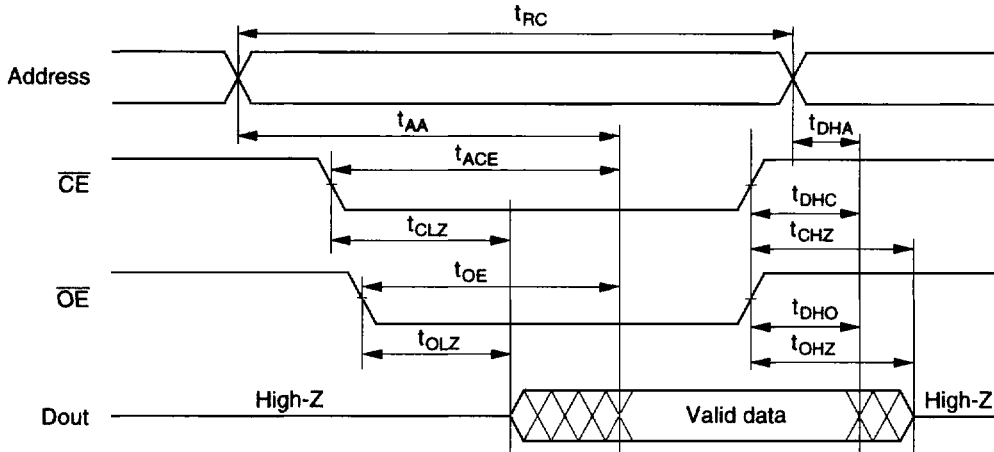 tRC
Address
tAA
tDHA
tACE
CE
tDHC
tCLZ
tCHZ
tOE
OE
tDHO
tOLZ
tOHZ
High-Z
Valid data
High-Z
Dout